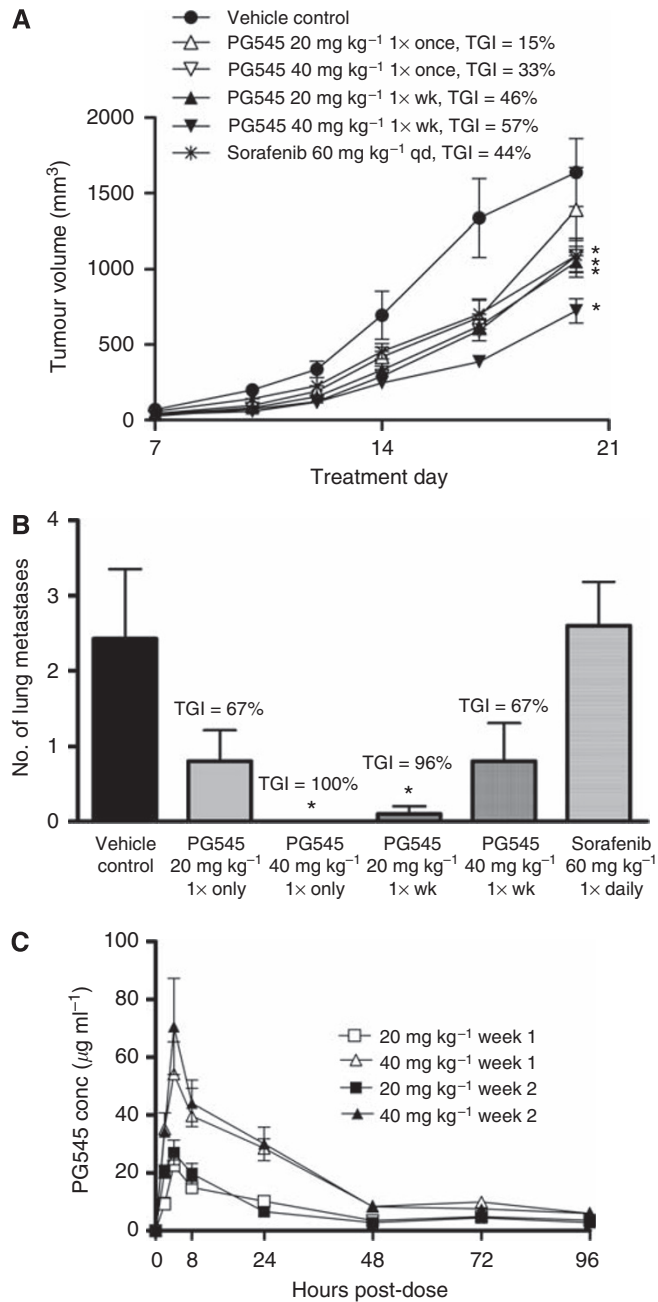 A
Vehicle control
PG545 20 mg kg⁻¹ 1× once, TGI = 15%
PG545 40 mg kg⁻¹ 1× once, TGI = 33%
PG545 20 mg kg⁻¹ 1× wk, TGI = 46%
PG545 40 mg kg⁻¹ 1× wk, TGI = 57%
Sorafenib 60 mg kg⁻¹ qd, TGI = 44%
Tumour volume (mm³)
2000
1500
1000
500
0
*
*
*
*
7 14 21
Treatment day
B
No. of lung metastases
4
3
2
1
0
TGI = 67%
TGI = 100%
*
TGI = 96%
*
TGI = 67%
Vehicle
control
PG545
20 mg kg⁻¹
1× only
PG545
40 mg kg⁻¹
1× only
PG545
20 mg kg⁻¹
1× wk
PG545
40 mg kg⁻¹
1× wk
Sorafenib
60 mg kg⁻¹
1× daily
C
PG545 conc (µg ml⁻¹)
100
80
60
40
20
0
20 mg kg⁻¹ week 1
40 mg kg⁻¹ week 1
20 mg kg⁻¹ week 2
40 mg kg⁻¹ week 2
0 8 24 48 72 96
Hours post-dose